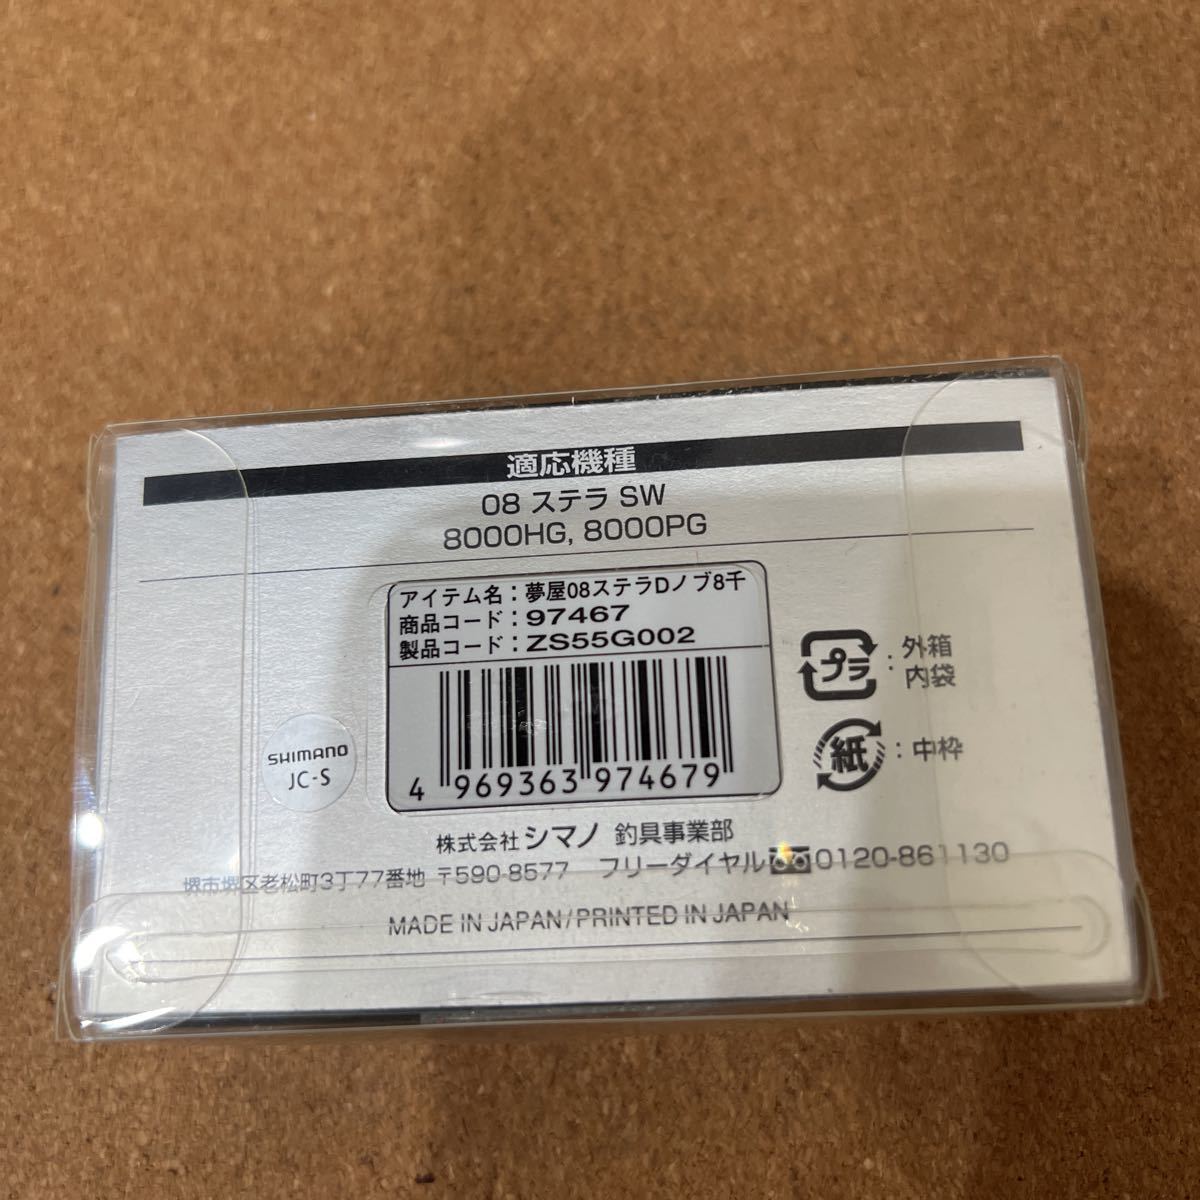 適応機種
08 ステラ SW
8000HG, 8000PG
アイテム名：夢屋08ステラDノブ8千
商品コード：97467
製品コード：ZS55G002
4 969363 974679
プラ：外箱
内袋
紙：中枠
SHIMANO
JC-S
株式会社 シマノ 釣具事業部
堺市堺区老松町3丁77番地 〒590-8577 フリーダイヤル 0120-861130
MADE IN JAPAN/PRINTED IN JAPAN